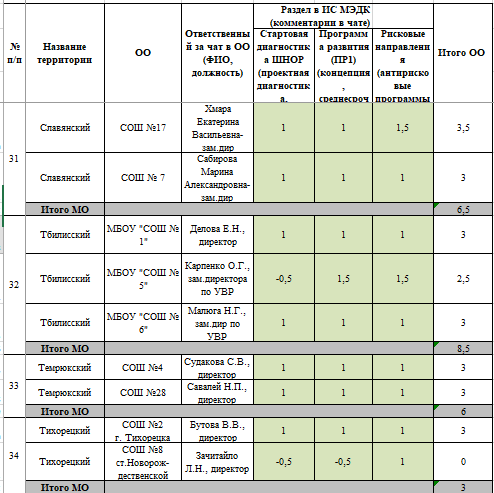 Раздел в ИС МЭДК
(комментарии в чате)
№
п/п
Название
территории
ОО
Ответственны
й за чат в ОО
(ФИО,
должность)
Стартовая
диагностик
а ШНОР
(проектная
диагностик
а,
Программ
а развития
(ПР1)
(концепция
,
среднесроч
Рисковые
направлени
я
(антириско
вые
программы
Итого ОО
31
Славянский
СОШ №17
Хмара
Екатерина
Васильевна-
зам.дир
1
1
1,5
3,5
Славянский
СОШ № 7
Сабирова
Марина
Александровна-
зам.дир
1
1
1
3
Итого МО
6,5
32
Тбилисский
МБОУ "СОШ №
1"
Делова Е.Н.,
директор
1
1
1
3
Тбилисский
МБОУ "СОШ №
5"
Карпенко О.Г.,
зам.директора
по УВР
-0,5
1,5
1,5
2,5
Тбилисский
МБОУ "СОШ №
6"
Малюга Н.Г.,
зам.дир по
УВР
1
1
1
3
Итого МО
8,5
33
Темрюкский
СОШ №4
Судакова С.В.,
директор
1
1
1
3
Темрюкский
СОШ №28
Савалей Н.П.,
директор
1
1
1
3
Итого МО
6
34
Тихорецкий
СОШ №2
г. Тихорецка
Бутова В.В.,
директор
1
1
1
3
Тихорецкий
СОШ №8
ст.Новорож-
дественской
Зачитайло
Л.Н., директор
-0,5
-0,5
1
0
Итого МО
3